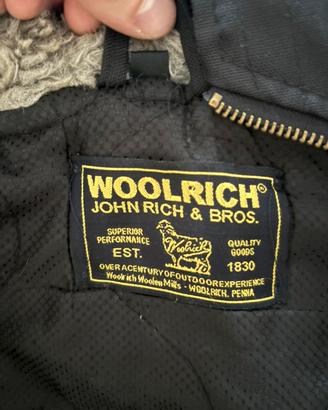 WOOLRICH®
JOHN RICH & BROS.
SUPERIOR PERFORMANCE
EST.
Woolrich
QUALITY GOODS
1830
OVER A CENTURY OF OUTDOOR EXPERIENCE
Woolrich Woolen Mills - WOOLRICH, PENNA